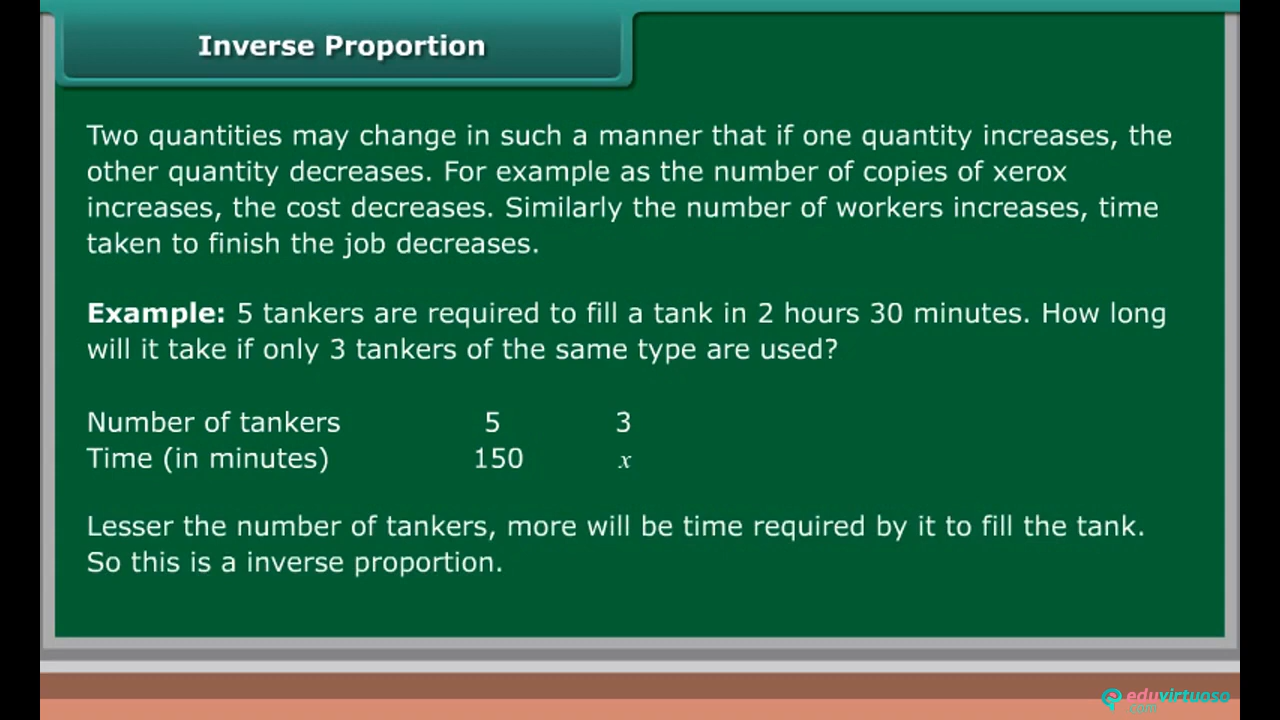 Inverse Proportion
Two quantities may change in such a manner that if one quantity increases, the
other quantity decreases. For example as the number of copies of xerox
increases, the cost decreases. Similarly the number of workers increases, time
taken to finish the job decreases.
Example: 5 tankers are required to fill a tank in 2 hours 30 minutes. How long
will it take if only 3 tankers of the same type are used?
Number of tankers 5 3
Time (in minutes) 150 x
Lesser the number of tankers, more will be time required by it to fill the tank.
So this is a inverse proportion.
eduvirtuoso
.com